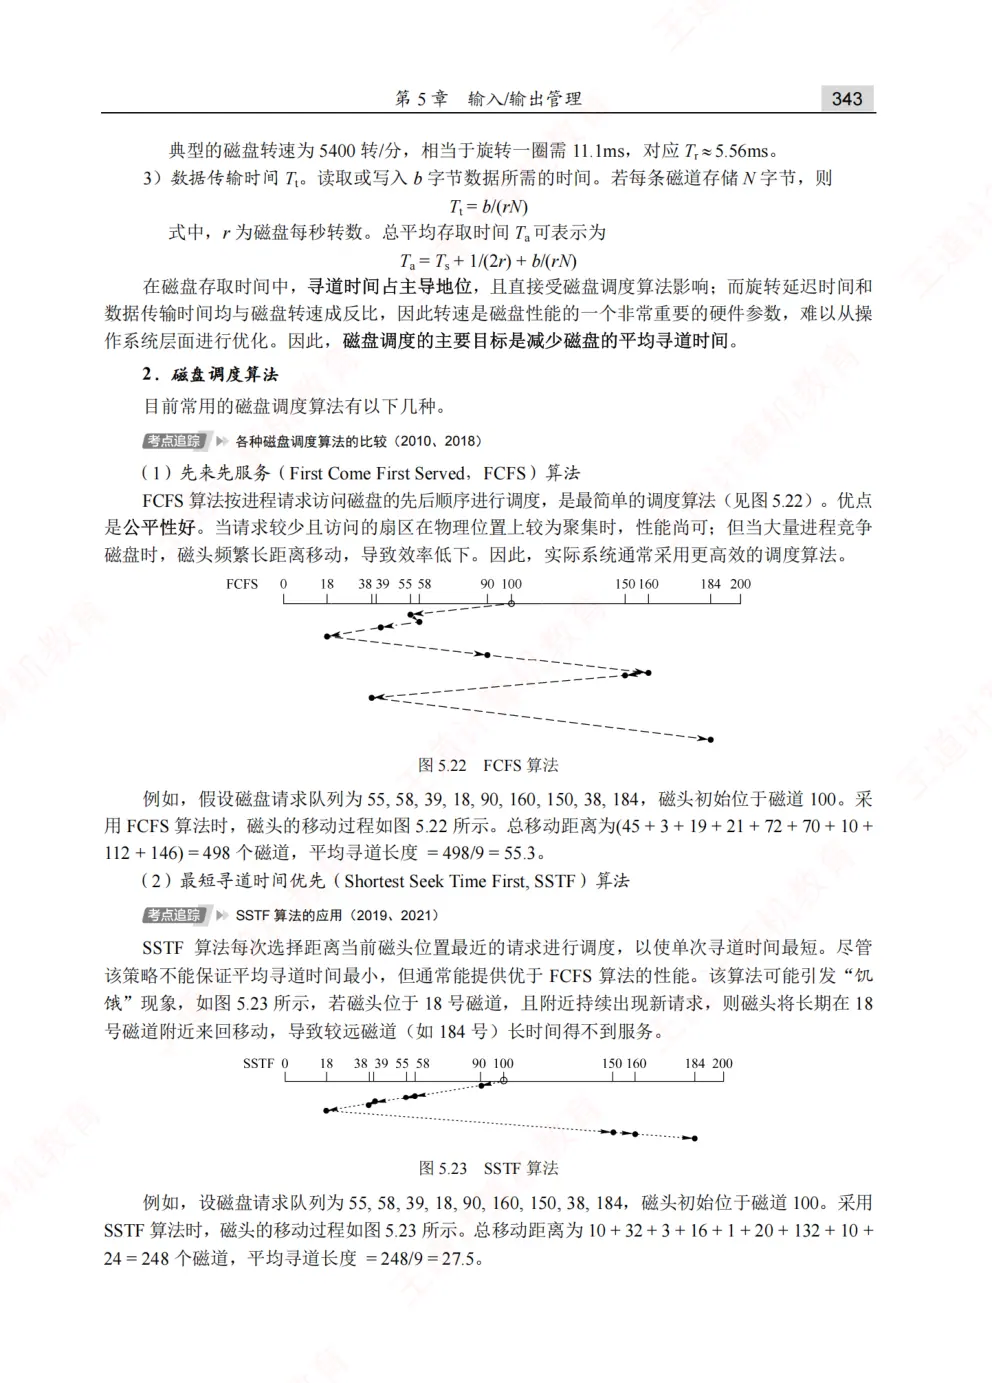 第 5 章 输入/输出管理 343
典型的磁盘转速为 5400 转/分，相当于旋转一圈需 11.1ms，对应 Tr≈5.56ms。
3）数据传输时间 Tt。读取或写入 b 字节数据所需的时间。若每条磁道存储 N 字节，则
Tt = b/(rN)
式中，r 为磁盘每秒转数。总平均存取时间 Ta可表示为
Ta = Ts + 1/(2r) + b/(rN)
在磁盘存取时间中，寻道时间占主导地位，且直接受磁盘调度算法影响；而旋转延迟时间和
数据传输时间均与磁盘转速成反比，因此转速是磁盘性能的一个非常重要的硬件参数，难以从操
作系统层面进行优化。因此，磁盘调度的主要目标是减少磁盘的平均寻道时间。
2．磁盘调度算法
目前常用的磁盘调度算法有以下几种。
考点追踪 各种磁盘调度算法的比较（2010、2018）
（1）先来先服务（First Come First Served，FCFS）算法
FCFS 算法按进程请求访问磁盘的先后顺序进行调度，是最简单的调度算法（见图 5.22）。优点
是公平性好。当请求较少且访问的扇区在物理位置上较为聚集时，性能尚可；但当大量进程竞争
磁盘时，磁头频繁长距离移动，导致效率低下。因此，实际系统通常采用更高效的调度算法。
FCFS 0 18 38 39 55 58 90 100 150 160 184 200
图 5.22 FCFS 算法
例如，假设磁盘请求队列为 55, 58, 39, 18, 90, 160, 150, 38, 184，磁头初始位于磁道 100。采
用 FCFS 算法时，磁头的移动过程如图 5.22 所示。总移动距离为(45 + 3 + 19 + 21 + 72 + 70 + 10 +
112 + 146) = 498 个磁道，平均寻道长度 = 498/9 = 55.3。
（2）最短寻道时间优先（Shortest Seek Time First, SSTF）算法
考点追踪 SSTF 算法的应用（2019、2021）
SSTF 算法每次选择距离当前磁头位置最近的请求进行调度，以使单次寻道时间最短。尽管
该策略不能保证平均寻道时间最小，但通常能提供优于 FCFS 算法的性能。该算法可能引发“饥
饿”现象，如图 5.23 所示，若磁头位于 18 号磁道，且附近持续出现新请求，则磁头将长期在 18
号磁道附近来回移动，导致较远磁道（如 184 号）长时间得不到服务。
SSTF 0 18 38 39 55 58 90 100 150 160 184 200
图 5.23 SSTF 算法
例如，设磁盘请求队列为 55, 58, 39, 18, 90, 160, 150, 38, 184，磁头初始位于磁道 100。采用
SSTF 算法时，磁头的移动过程如图 5.23 所示。总移动距离为 10 + 32 + 3 + 16 + 1 + 20 + 132 + 10 +
24 = 248 个磁道，平均寻道长度 = 248/9 = 27.5。